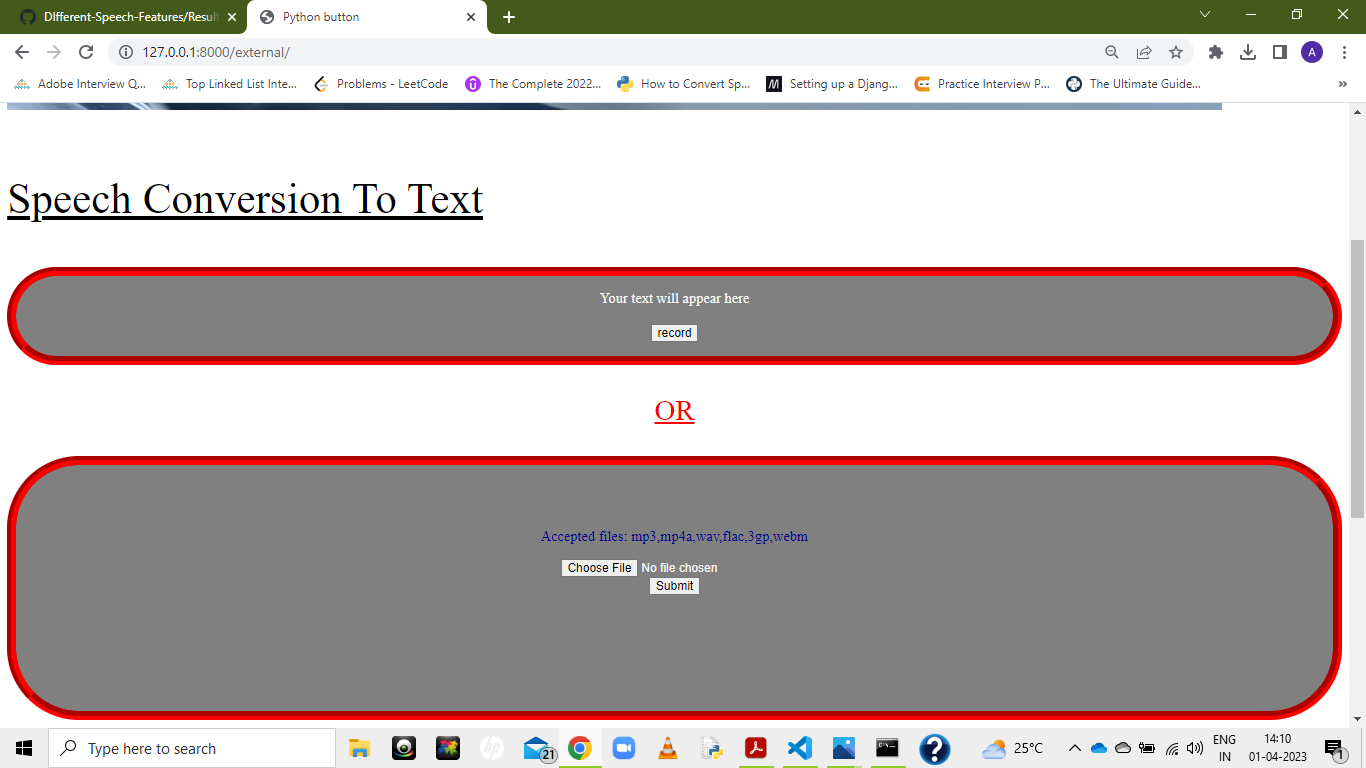 DIfferent-Speech-Features/Resul
Python button
127.0.0.1:8000/external/
A
Adobe Interview Q...
Top Linked List Inte...
Problems - LeetCode
The Complete 2022...
How to Convert Sp...
Setting up a Djang...
Practice Interview P...
The Ultimate Guide...
»
Speech Conversion To Text
Your text will appear here
record
OR
Accepted files: mp3,mp4a,wav,flac,3gp,webm
Choose File No file chosen
Submit
Type here to search
hp
21
?
25°C
ENG
IN
14:10
01-04-2023
1